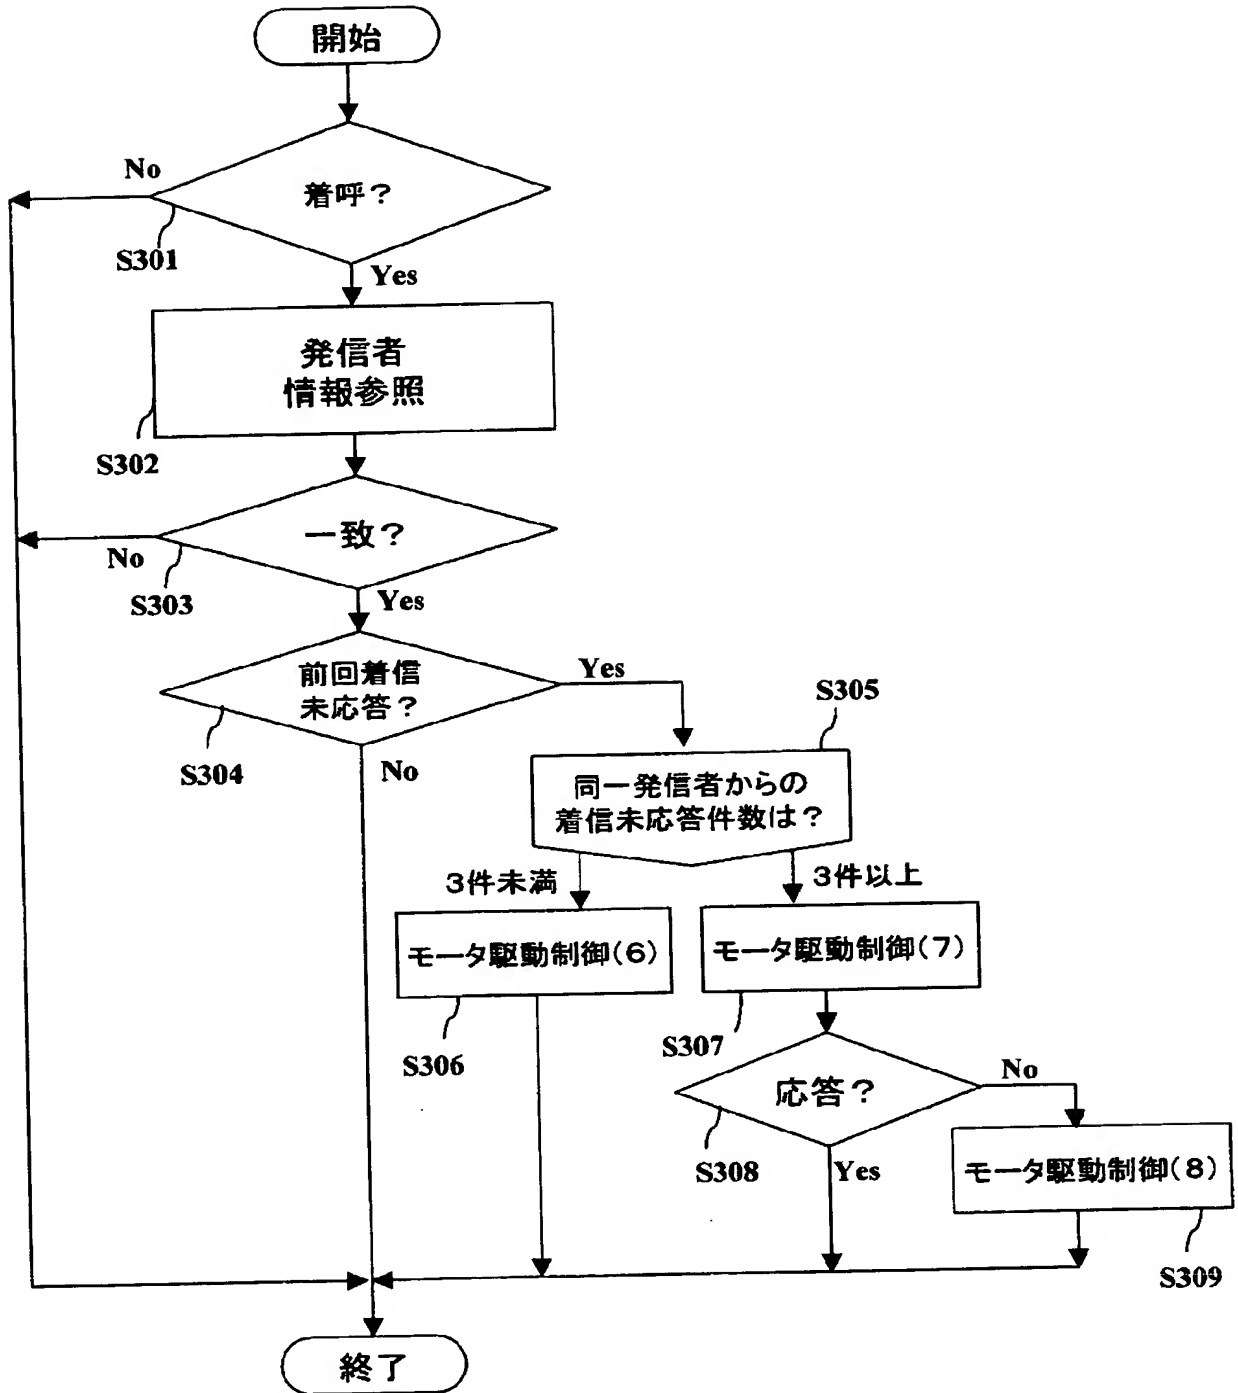 開始
No
着呼?
S301
Yes
発信者
情報参照
S302
一致?
No
S303
Yes
前回着信
未応答?
Yes
S304
No
S305
同一発信者からの
着信未応答件数は?
3件未満
3件以上
モータ駆動制御(6)
モータ駆動制御(7)
S306
S307
応答?
No
S308
Yes
モータ駆動制御(8)
S309
終了